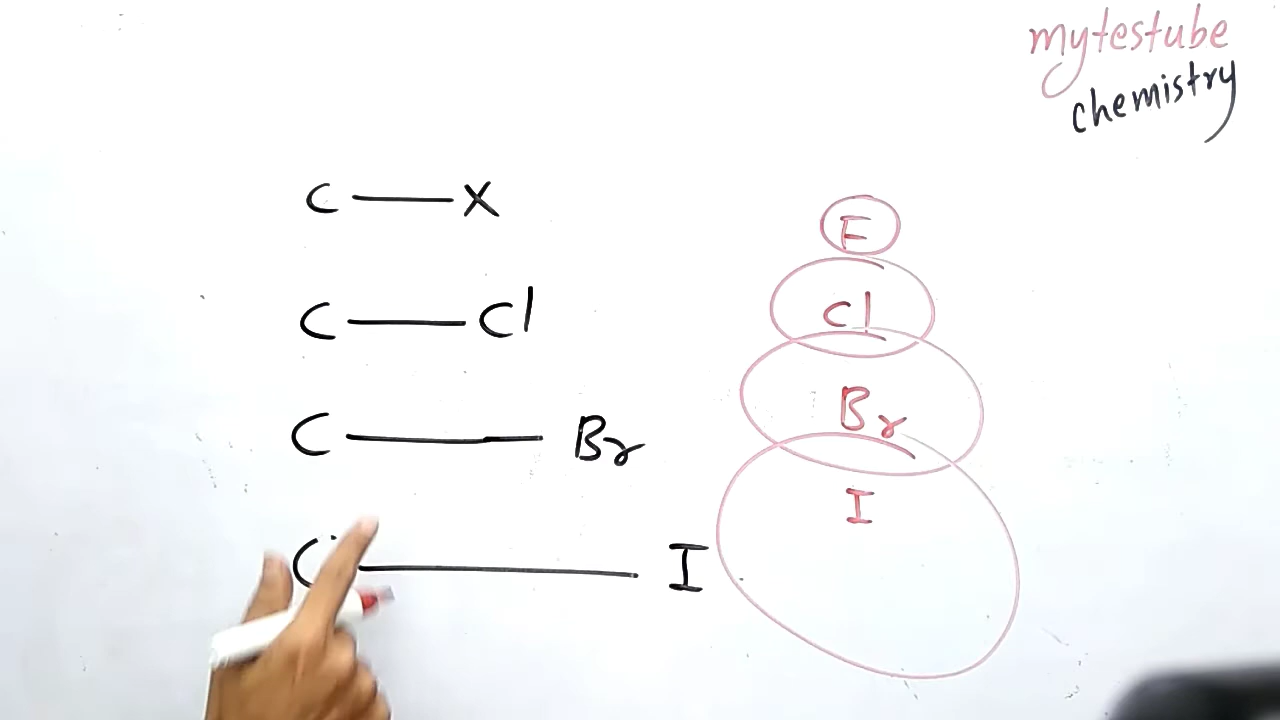 mytestube
chemistry
C — X
C — Cl
C — Br
C — I
F
Cl
Br
I